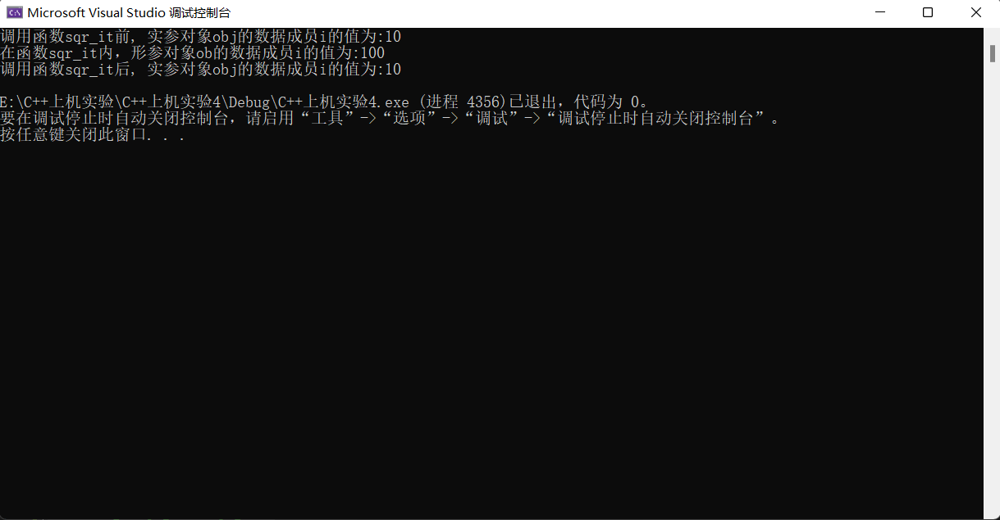 Microsoft Visual Studio 调试控制台
调用函数sqr_it前, 实参对象obj的数据成员i的值为:10
在函数sqr_it内，形参对象ob的数据成员i的值为:100
调用函数sqr_it后, 实参对象obj的数据成员i的值为:10
E:\C++上机实验\C++上机实验4\Debug\C++上机实验4.exe (进程 4356)已退出，代码为 0。
要在调试停止时自动关闭控制台，请启用“工具”->“选项”->“调试”->“调试停止时自动关闭控制台”。
按任意键关闭此窗口. . .